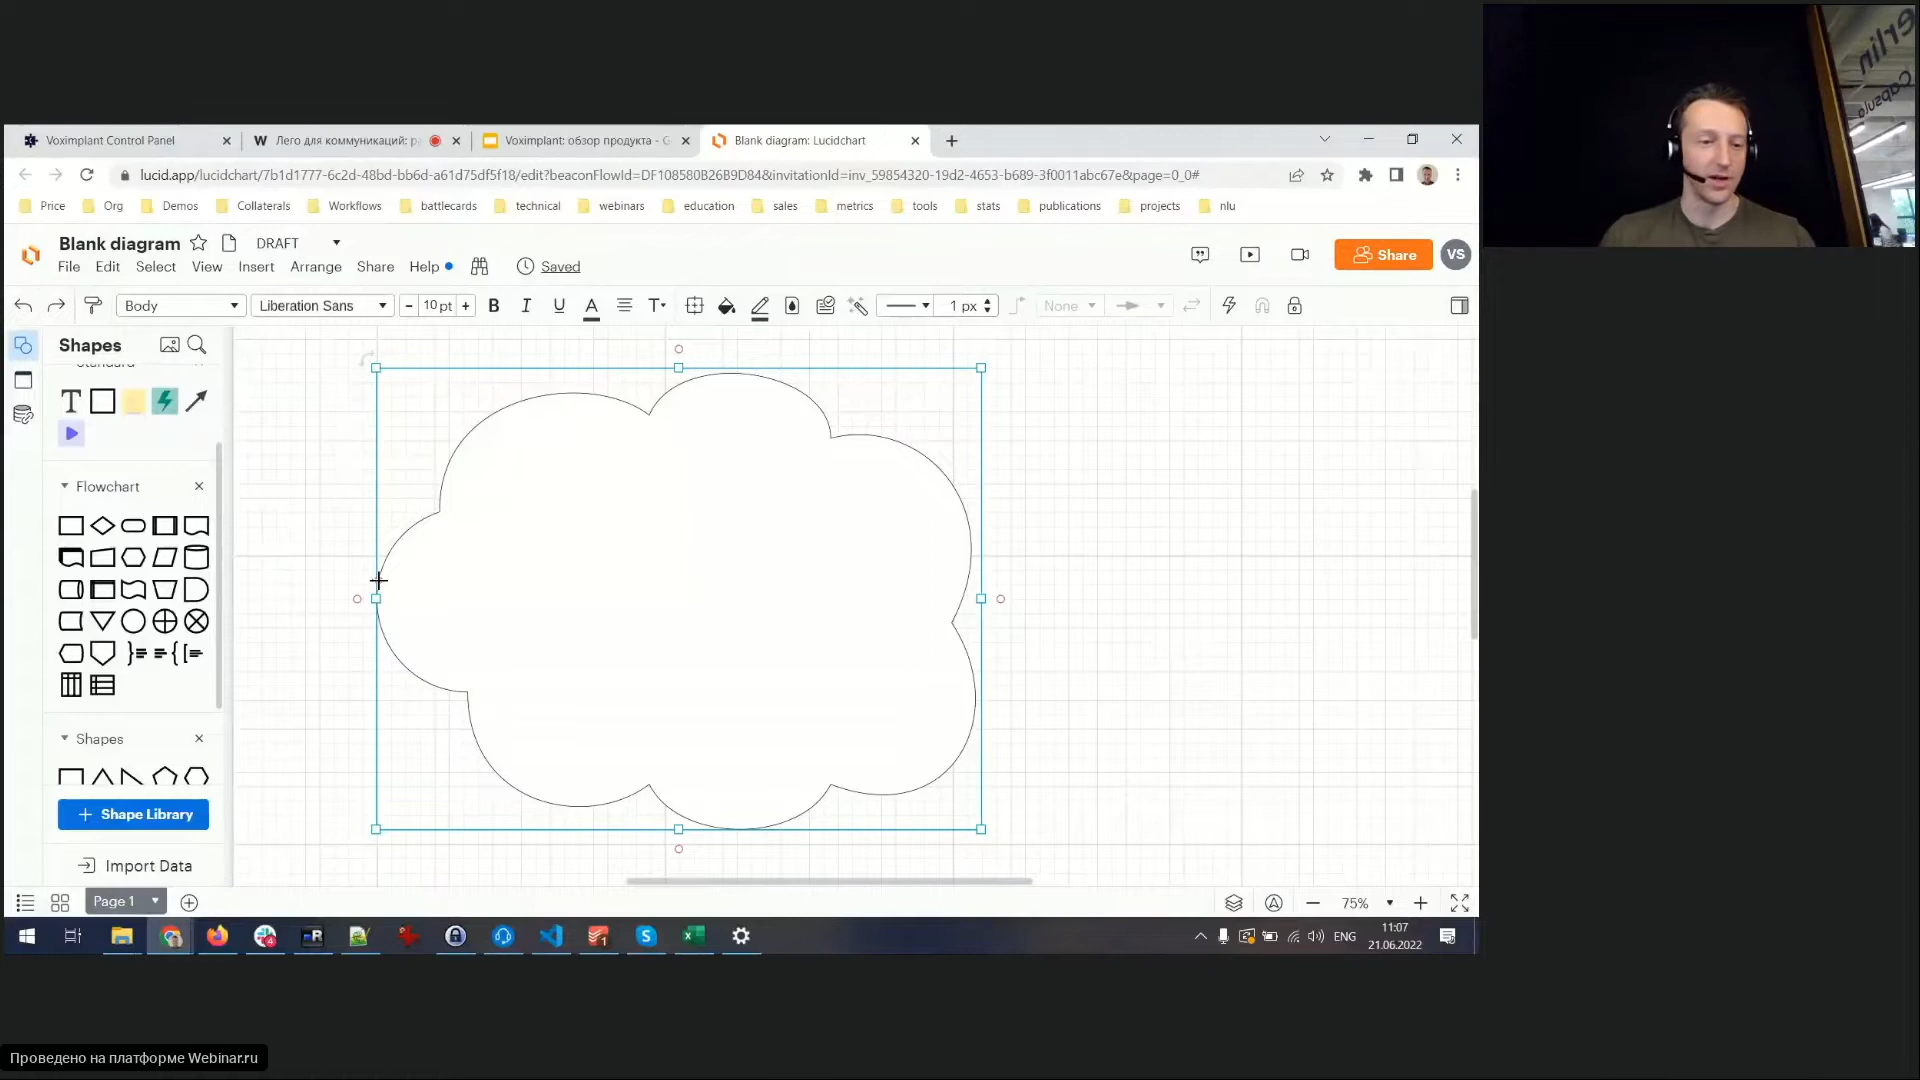 Voximplant Control Panel
Лего для коммуникаций: р
Voximplant: обзор продукта - G
Blank diagram: Lucidchart
lucid.app/lucidchart/7b1d1777-6c2d-48bd-bb6d-a61d75df5f18/edit?beaconFlowId=DF108580B26B9D84&invitationId=inv_59854320-19d2-4653-b689-3f0011abc67e&page=0_0#
Price Org Demos Collaterals Workflows battlecards technical webinars education sales metrics tools stats publications projects nlu
Blank diagram DRAFT
File Edit Select View Insert Arrange Share Help Saved
Share
VS
Body Liberation Sans - 10 pt + B I U A T 1 px None
Shapes
Standard
T
Flowchart
Shapes
+ Shape Library
Import Data
Page 1
75%
ENG
11:07
21.06.2022
erlin
Capsula
Проведено на платформе Webinar.ru